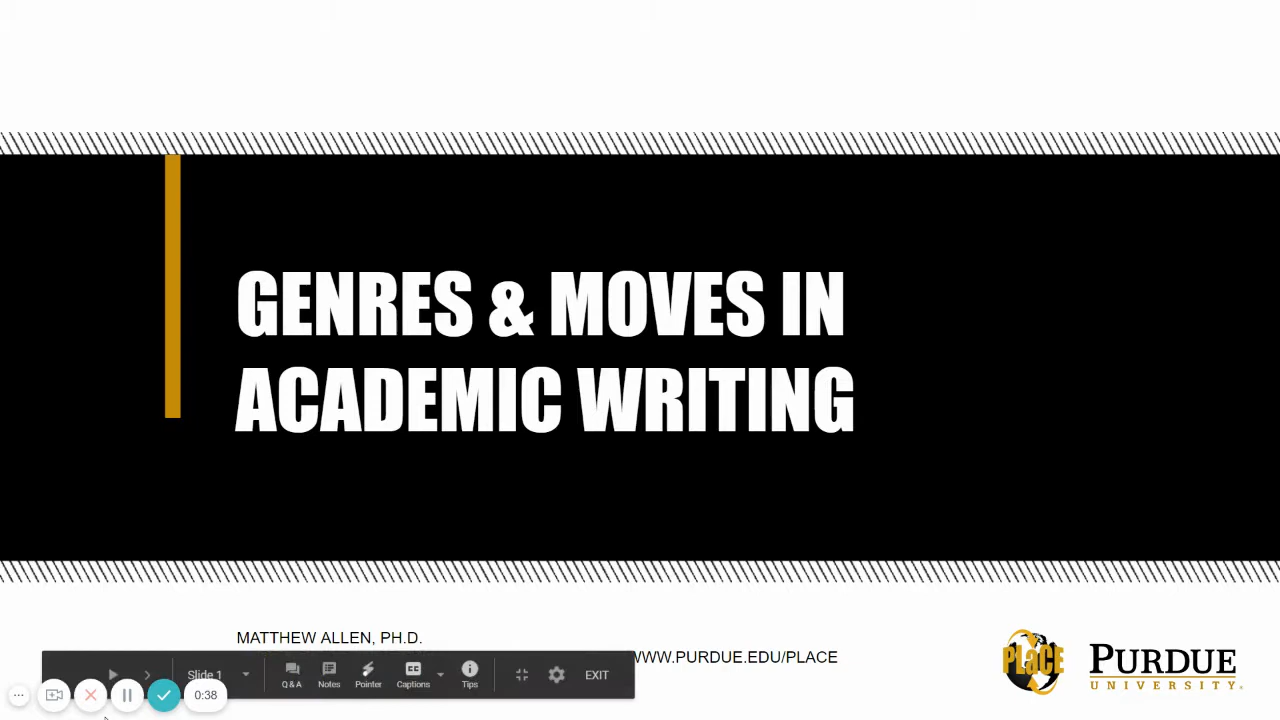 GENRES & MOVES IN
ACADEMIC WRITING
MATTHEW ALLEN, PH.D.
WWW.PURDUE.EDU/PLACE
PLaCE
PURDUE
UNIVERSITY®
Slide 1
Q & A
Notes
Pointer
CC
Captions
Tips
EXIT
0:38